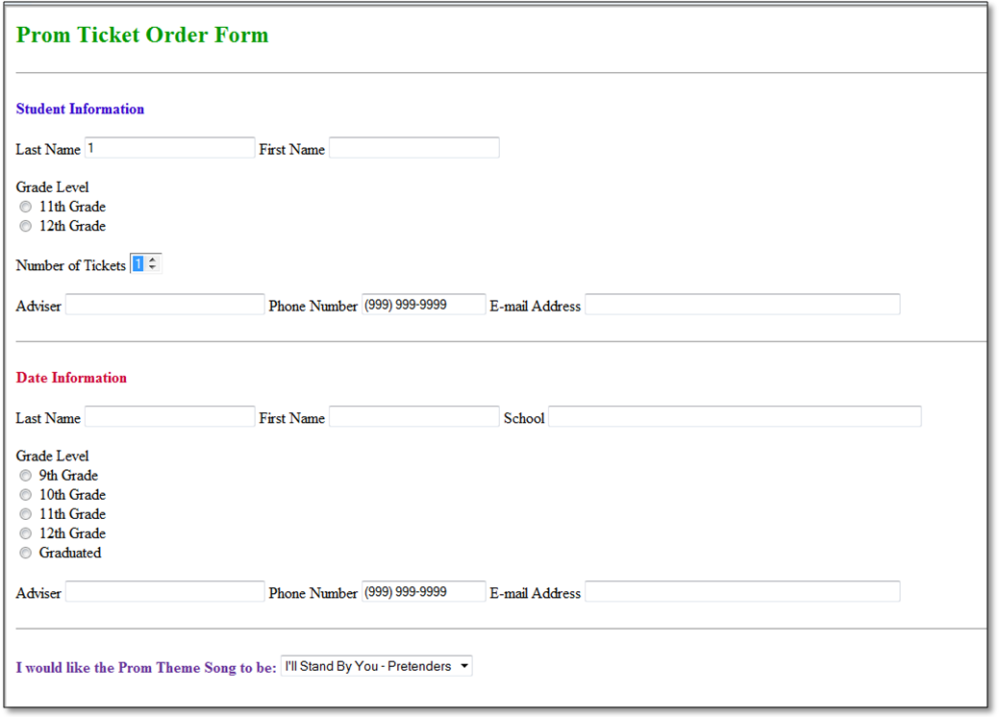 Prom Ticket Order Form
Student Information
Last Name 1 First Name
Grade Level
11th Grade
12th Grade
Number of Tickets 1
Adviser Phone Number (999) 999-9999 E-mail Address
Date Information
Last Name First Name School
Grade Level
9th Grade
10th Grade
11th Grade
12th Grade
Graduated
Adviser Phone Number (999) 999-9999 E-mail Address
I would like the Prom Theme Song to be: I'll Stand By You - Pretenders